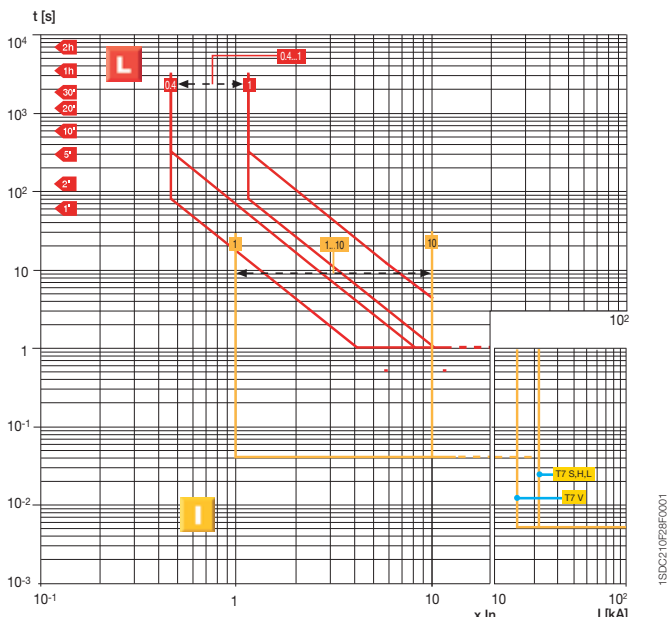 t [s]
10⁴
2h
1h
L
0.4...1
30'
20'
0.4
1
10³
10'
5'
10²
2'
1'
1
1...10
10
10
10²
1
10⁻¹
T7 S,H,L
T7 V
10⁻²
I
10⁻³
10⁻¹
1
10
x In
10
10²
I [kA]
1SDC210F28F0001